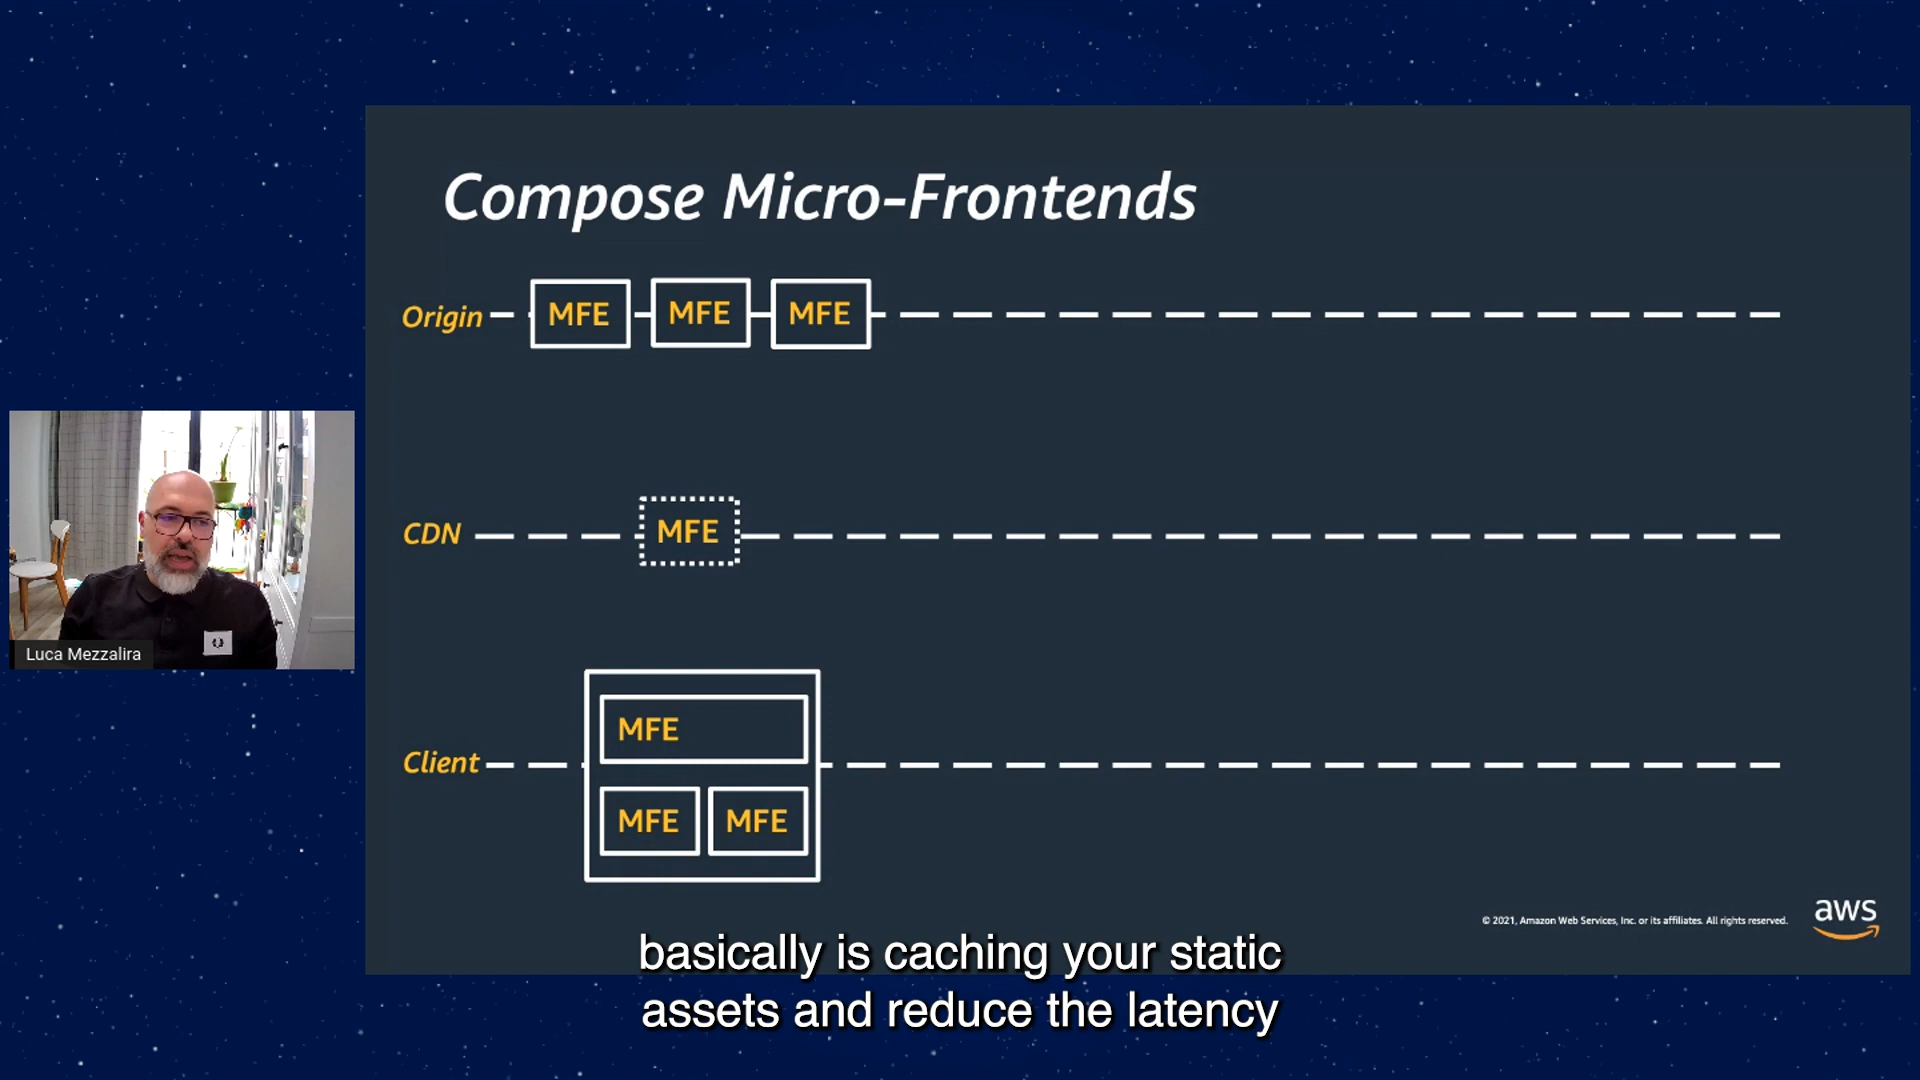 Compose Micro-Frontends
Origin
MFE
MFE
MFE
CDN
MFE
Client
MFE
MFE
MFE
Luca Mezzalira
© 2021, Amazon Web Services, Inc. or its affiliates. All rights reserved.
aws
basically is caching your static
assets and reduce the latency